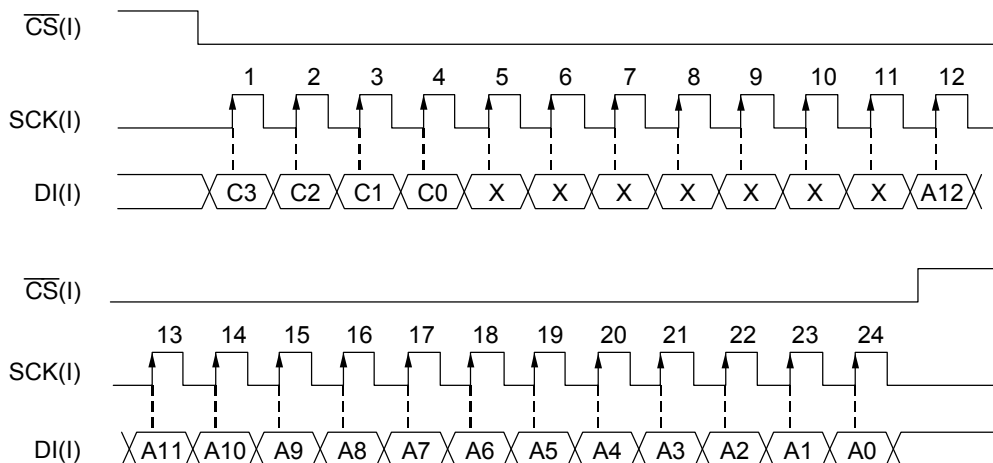 CS(I)
1 2 3 4 5 6 7 8 9 10 11 12
SCK(I)
DI(I) C3 C2 C1 C0 X X X X X X X A12
CS(I)
13 14 15 16 17 18 19 20 21 22 23 24
SCK(I)
DI(I) A11 A10 A9 A8 A7 A6 A5 A4 A3 A2 A1 A0